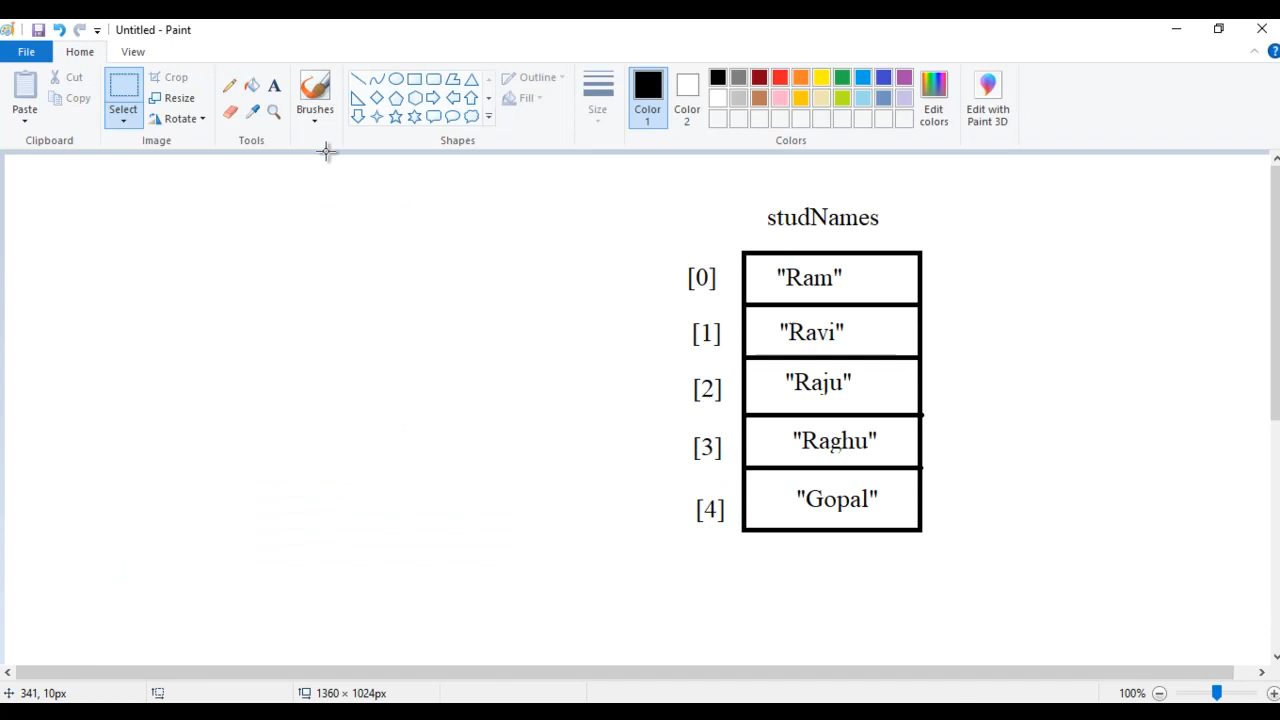 Untitled - Paint
File Home View
Paste
Cut
Copy
Clipboard
Select
Crop
Resize
Rotate
Image
A
Tools
Brushes
Shapes
Outline
Fill
Size
Color 1
Color 2
Edit colors
Colors
Edit with Paint 3D
?
studNames
[0] "Ram"
[1] "Ravi"
[2] "Raju"
[3] "Raghu"
[4] "Gopal"
341, 10px
1360 × 1024px
100%